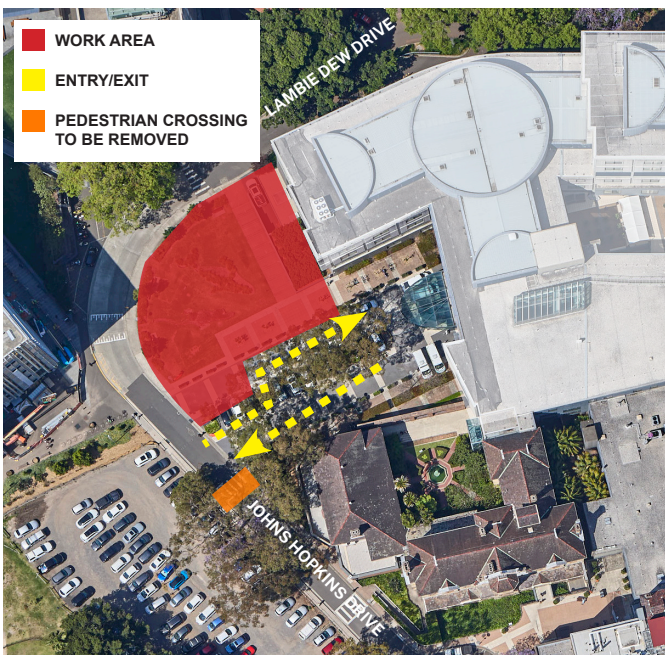 WORK AREA
ENTRY/EXIT
PEDESTRIAN CROSSING
TO BE REMOVED
LAMBIE DEW DRIVE
JOHNS HOPKINS DRIVE